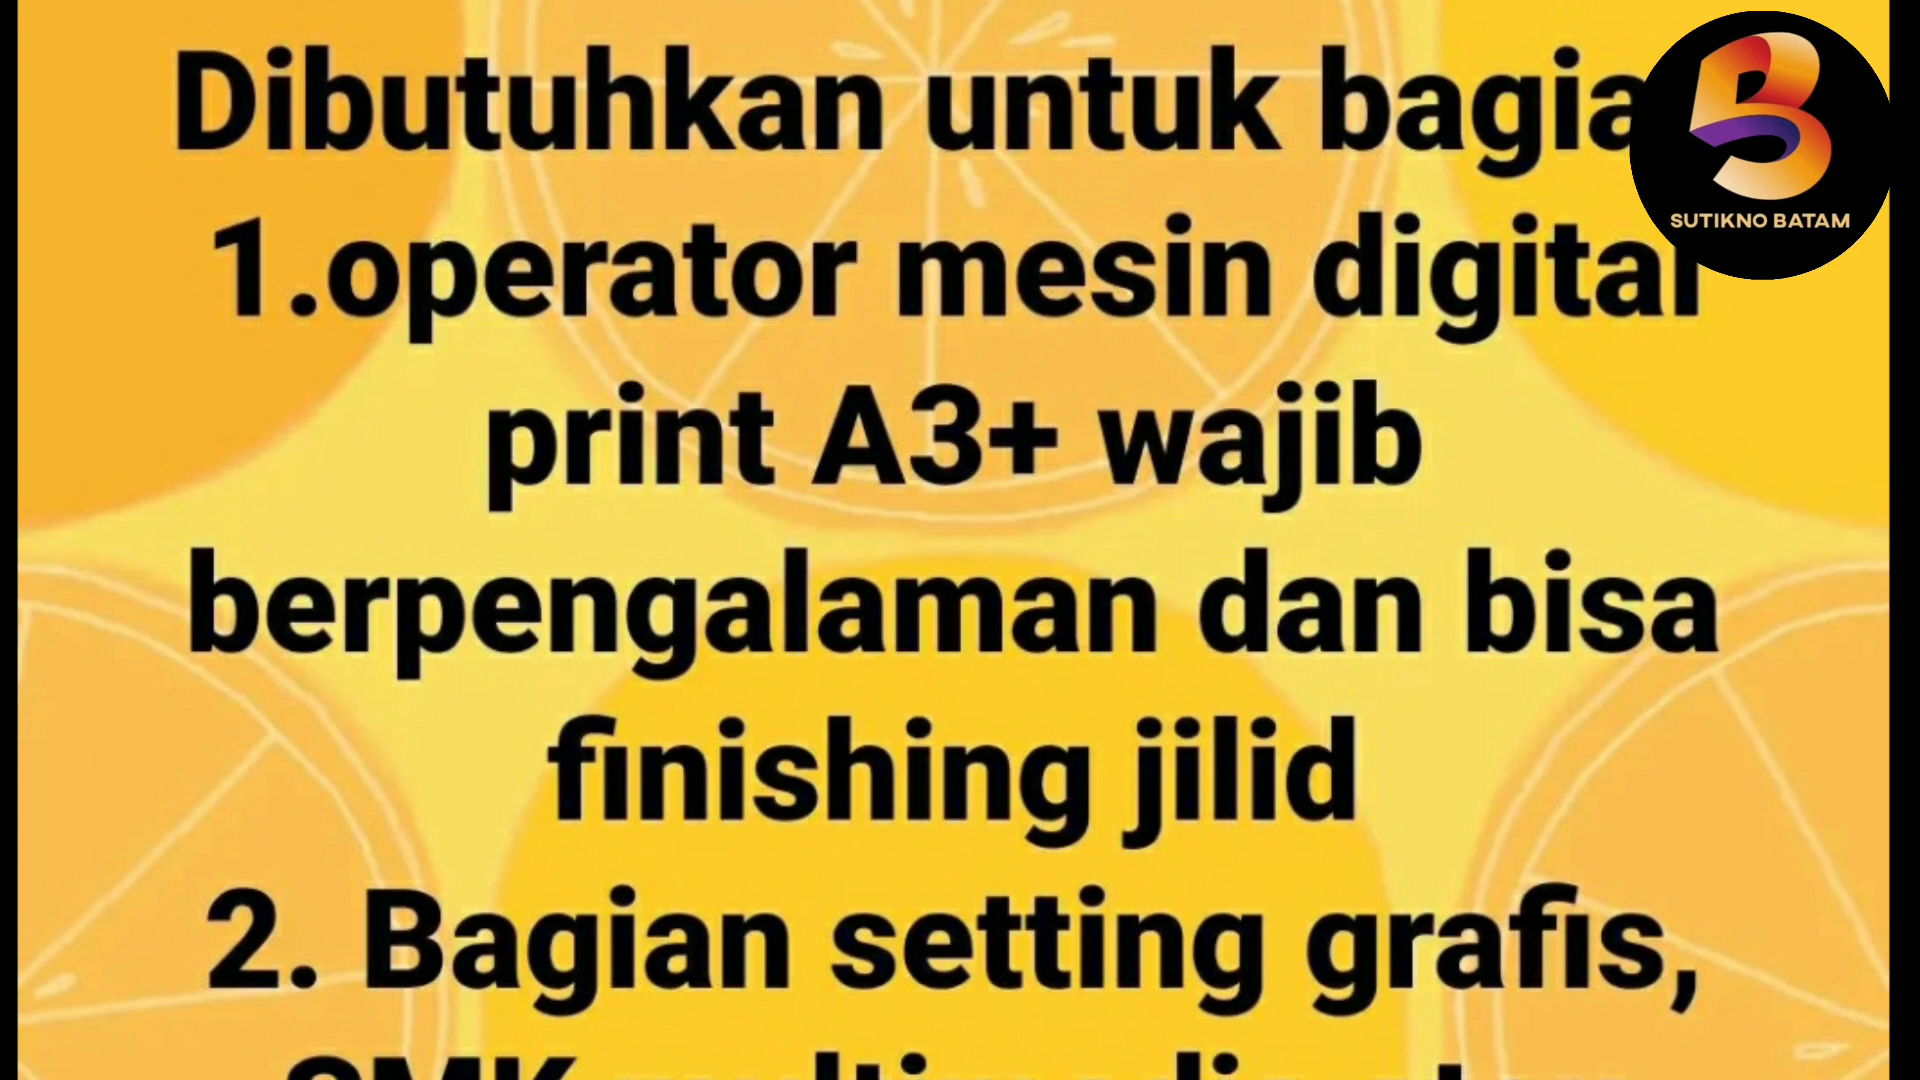 Dibutuhkan untuk bagia
SUTIKNO BATAM
1.operator mesin digital
print A3+ wajib
berpengalaman dan bisa
finishing jilid
2. Bagian setting grafis,
SMK